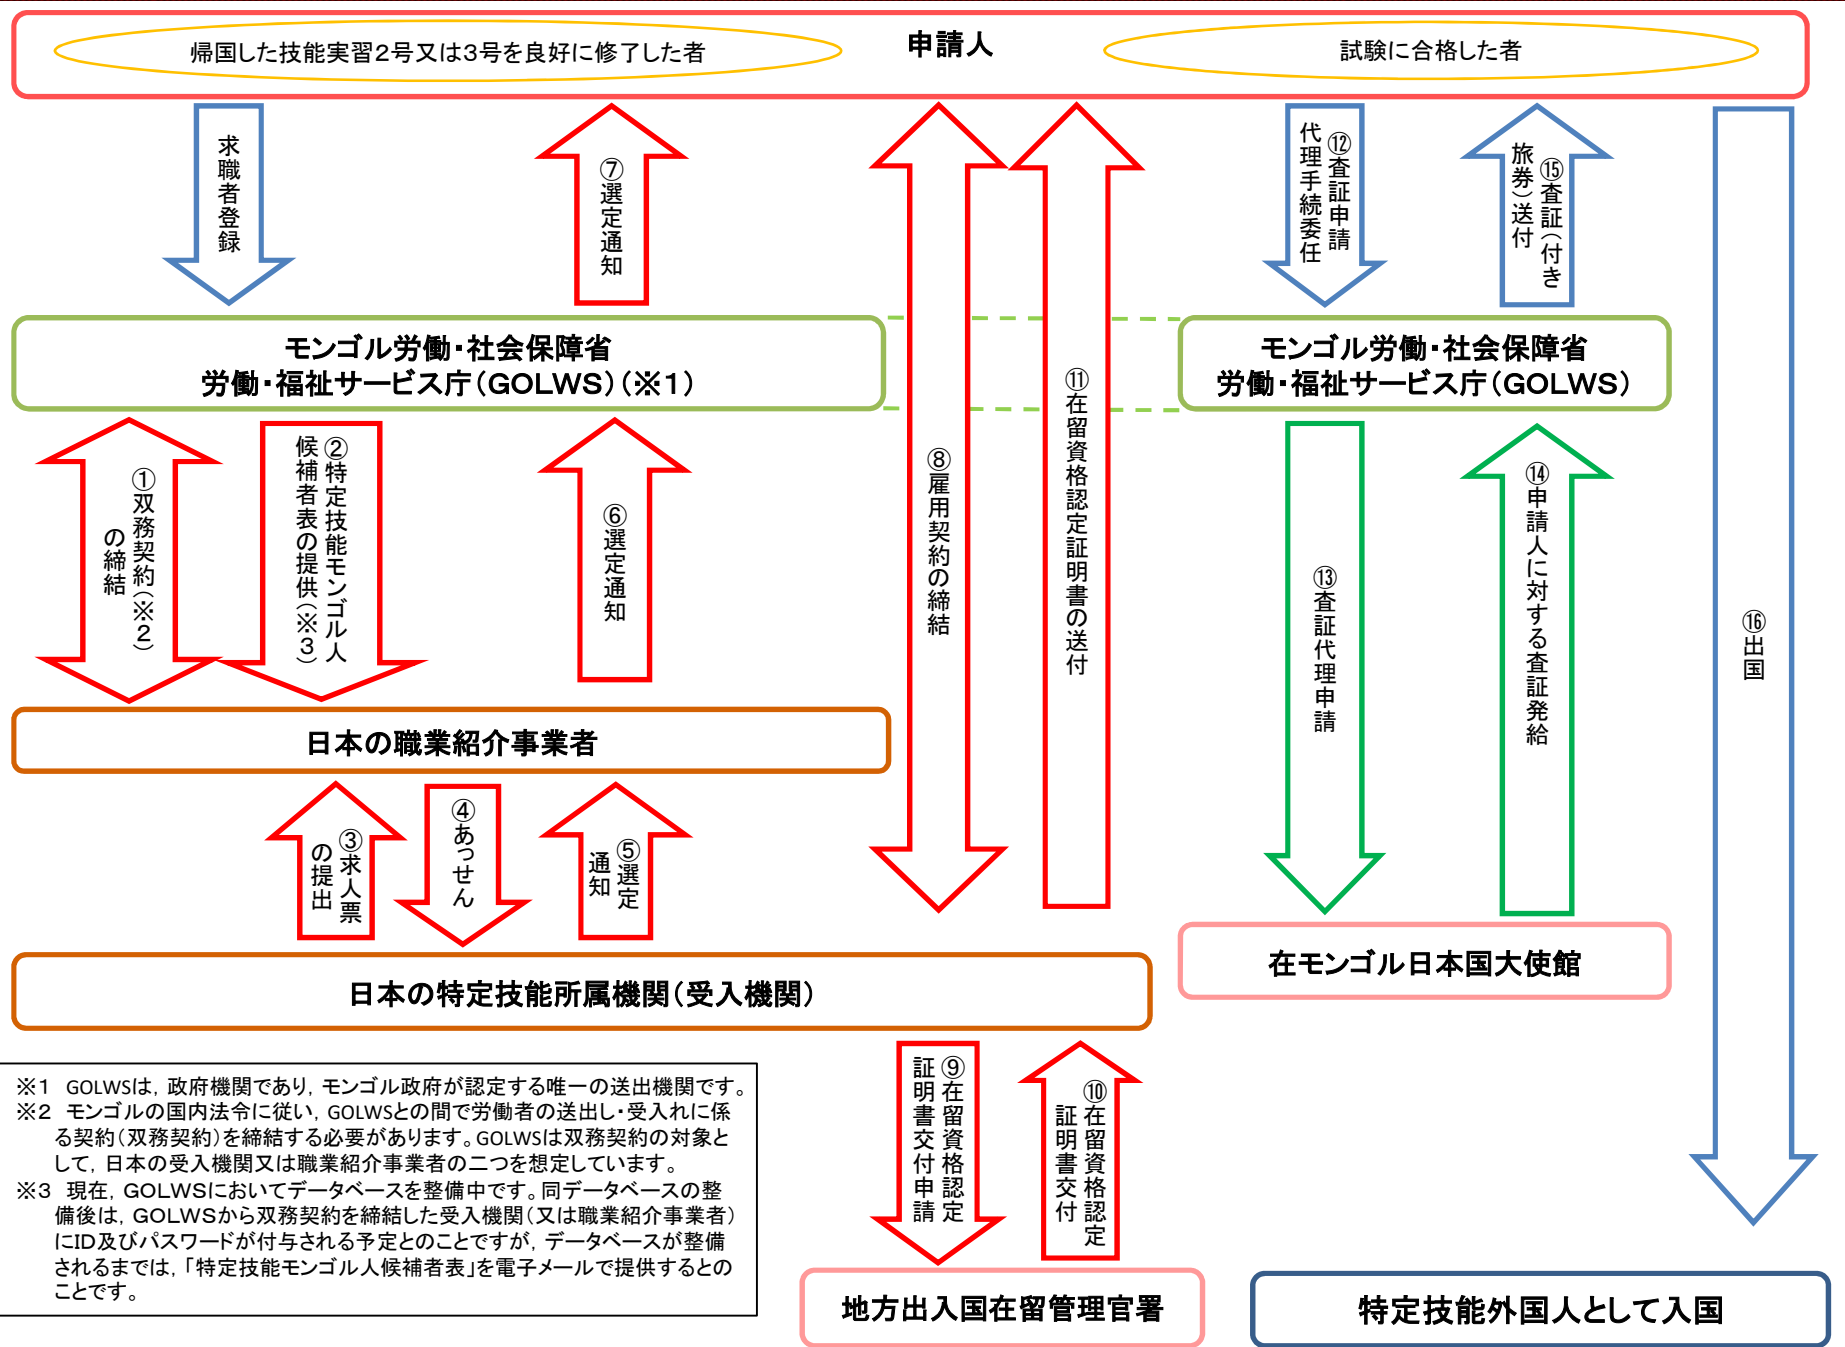 申請人
帰国した技能実習2号又は3号を良好に修了した者
試験に合格した者
求職者登録
⑦選定通知
⑫査証申請
代理手続委任
⑮査証(付き
旅券)送付
モンゴル労働・社会保障省
労働・福祉サービス庁(GOLWS)(※1)
モンゴル労働・社会保障省
労働・福祉サービス庁(GOLWS)
①双務契約(※2)
の締結
②特定技能モンゴル人
候補者表の提供(※3)
⑥選定通知
⑧雇用契約の締結
⑪在留資格認定証明書の送付
⑬査証代理申請
⑭申請人に対する査証発給
⑯出国
日本の職業紹介事業者
③求人票
の提出
④あっせん
⑤選定
通知
日本の特定技能所属機関(受入機関)
在モンゴル日本国大使館
⑨在留資格認定
証明書交付申請
⑩在留資格認定
証明書交付
※1 GOLWSは,政府機関であり,モンゴル政府が認定する唯一の送出機関です。
※2 モンゴルの国内法令に従い,GOLWSとの間で労働者の送出し・受入れに係
る契約(双務契約)を締結する必要があります。GOLWSは双務契約の対象と
して,日本の受入機関又は職業紹介事業者の二つを想定しています。
※3 現在,GOLWSにおいてデータベースを整備中です。同データベースの整
備後は,GOLWSから双務契約を締結した受入機関(又は職業紹介事業者)
にID及びパスワードが付与される予定とのことですが,データベースが整備
されるまでは,「特定技能モンゴル人候補者表」を電子メールで提供するとの
ことです。
地方出入国在留管理官署
特定技能外国人として入国